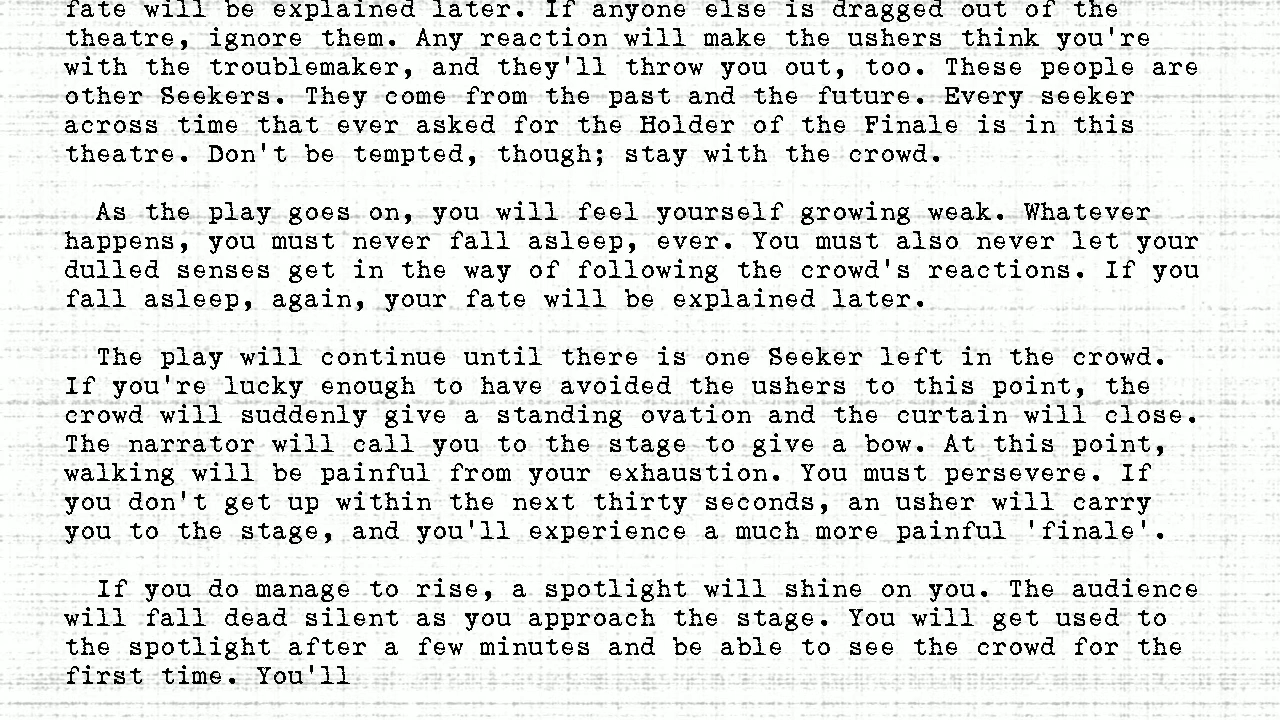 fate will be explained later. If anyone else is dragged out of the
theatre, ignore them. Any reaction will make the ushers think you're
with the troublemaker, and they'll throw you out, too. These people are
other Seekers. They come from the past and the future. Every seeker
across time that ever asked for the Holder of the Finale is in this
theatre. Don't be tempted, though; stay with the crowd.
As the play goes on, you will feel yourself growing weak. Whatever
happens, you must never fall asleep, ever. You must also never let your
dulled senses get in the way of following the crowd's reactions. If you
fall asleep, again, your fate will be explained later.
The play will continue until there is one Seeker left in the crowd.
If you're lucky enough to have avoided the ushers to this point, the
crowd will suddenly give a standing ovation and the curtain will close.
The narrator will call you to the stage to give a bow. At this point,
walking will be painful from your exhaustion. You must persevere. If
you don't get up within the next thirty seconds, an usher will carry
you to the stage, and you'll experience a much more painful 'finale'.
If you do manage to rise, a spotlight will shine on you. The audience
will fall dead silent as you approach the stage. You will get used to
the spotlight after a few minutes and be able to see the crowd for the
first time. You'll